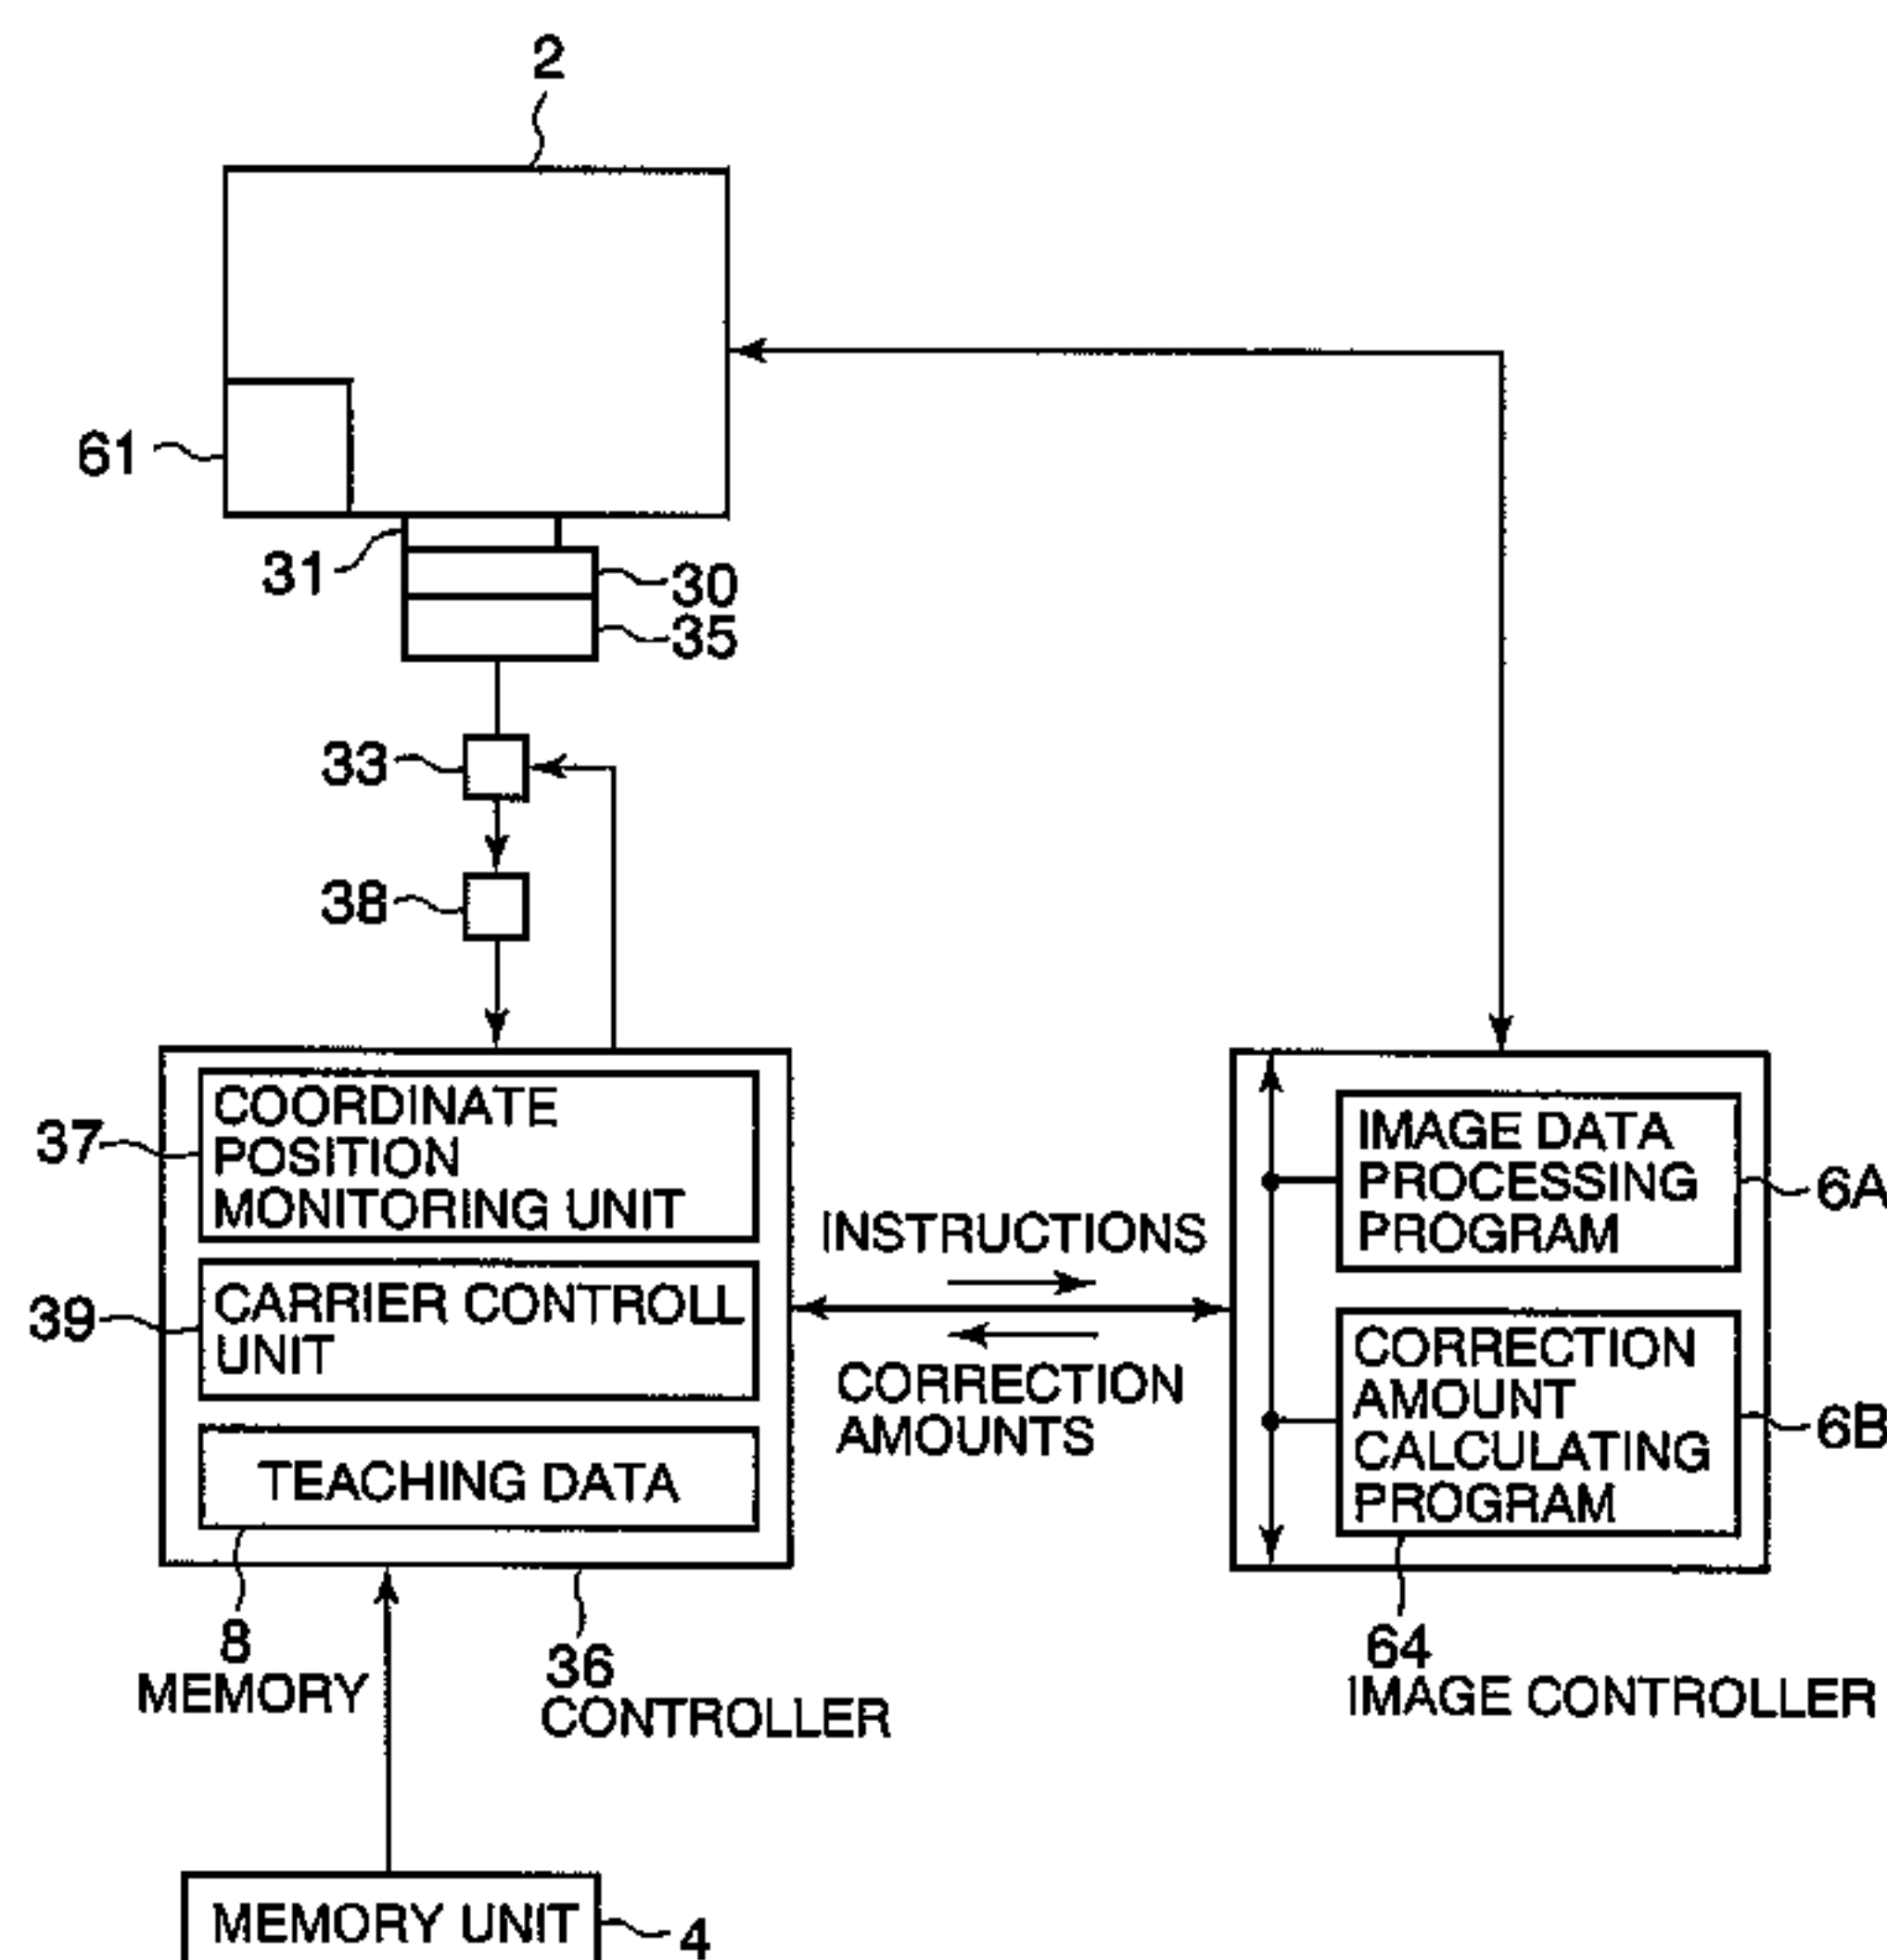 2
61
31
30
35
33
38
COORDINATE
POSITION
MONITORING UNIT
37
CARRIER CONTROLL
UNIT
39
TEACHING DATA
8
MEMORY
36
CONTROLLER
INSTRUCTIONS
CORRECTION
AMOUNTS
IMAGE DATA
PROCESSING
PROGRAM
6A
CORRECTION
AMOUNT
CALCULATING
PROGRAM
6B
64
IMAGE CONTROLLER
MEMORY UNIT
4